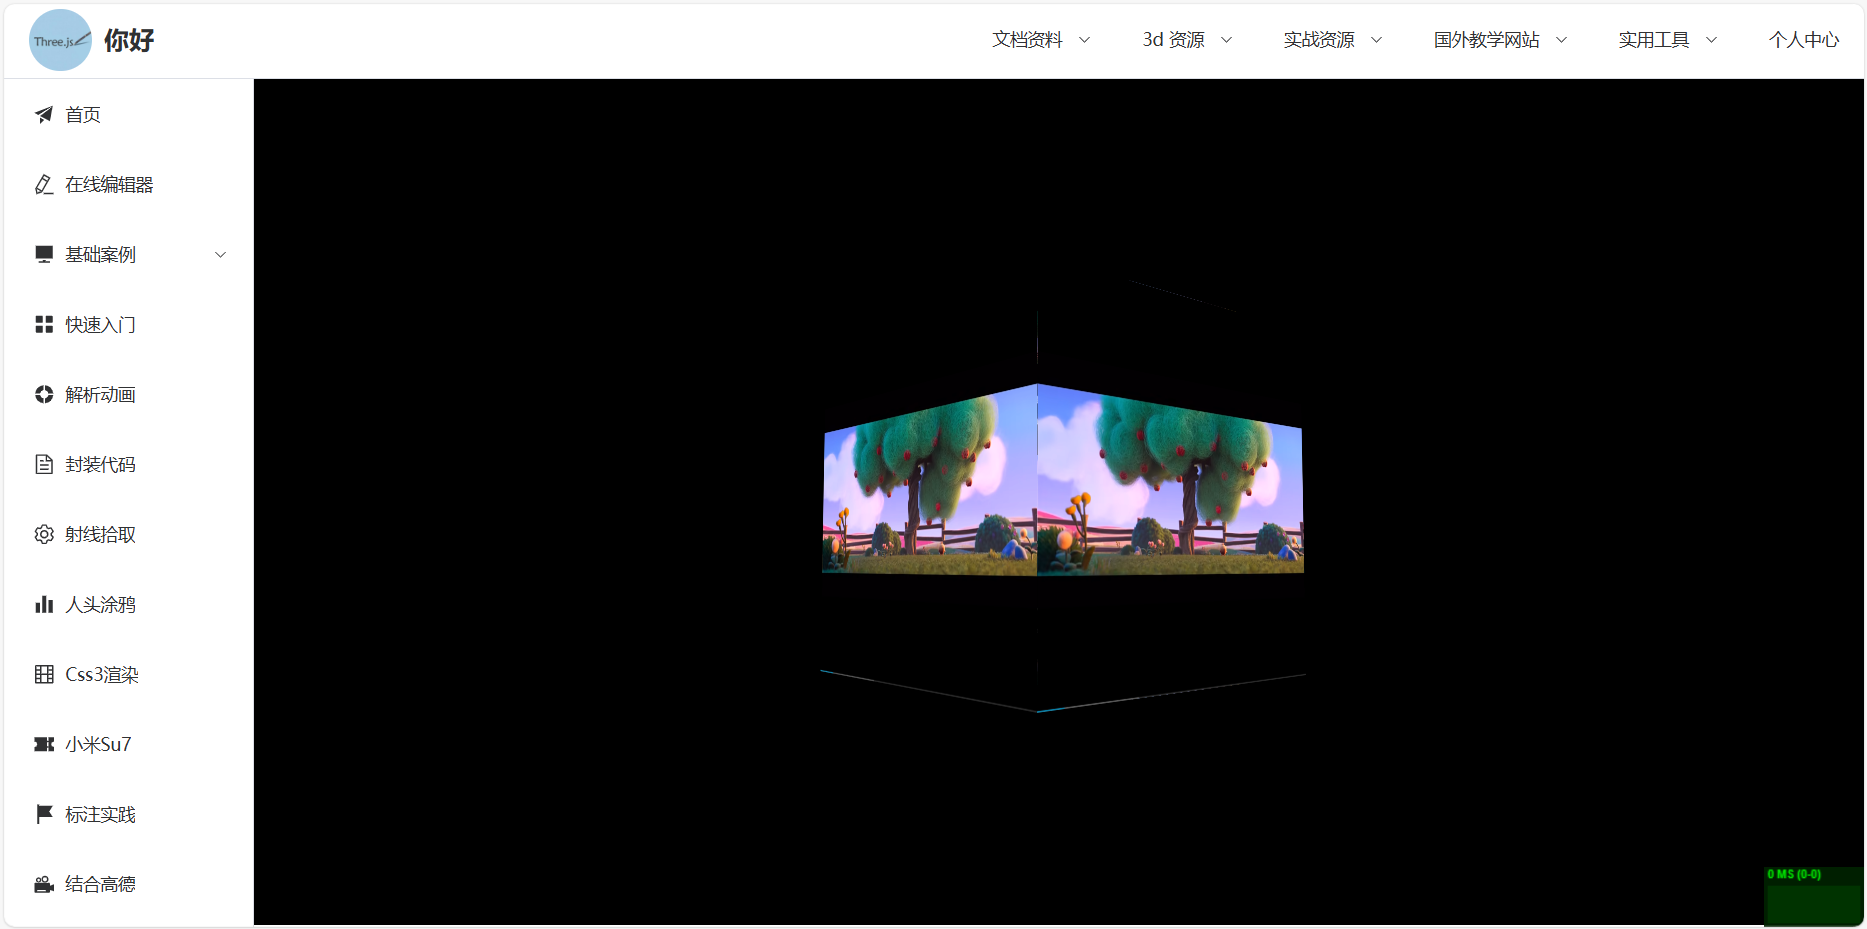 Three.js
你好
文档资料
3d 资源
实战资源
国外教学网站
实用工具
个人中心
首页
在线编辑器
基础案例
快速入门
解析动画
封装代码
射线拾取
人头涂鸦
Css3渲染
小米Su7
标注实践
结合高德
0 MS (0-0)